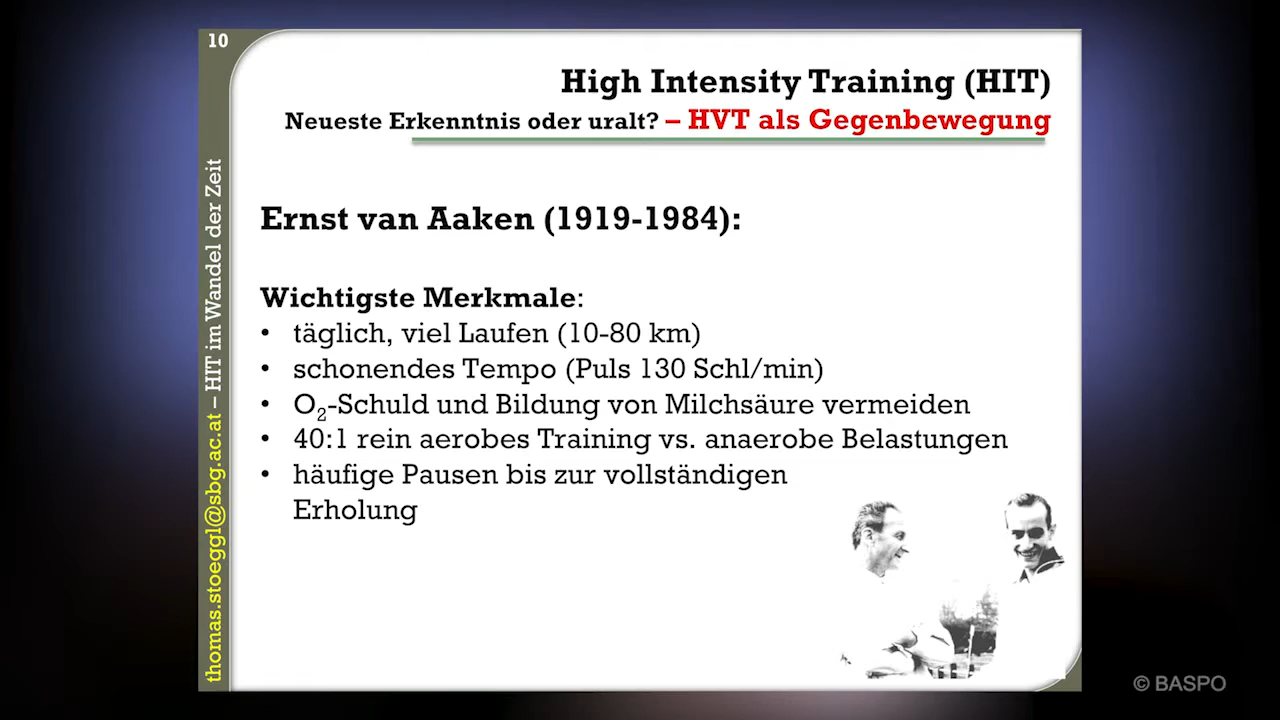 10
High Intensity Training (HIT)
Neueste Erkenntnis oder uralt? – HVT als Gegenbewegung
thomas.stoeggl@sbg.ac.at – HIT im Wandel der Zeit
Ernst van Aaken (1919-1984):
Wichtigste Merkmale:
• täglich, viel Laufen (10-80 km)
• schonendes Tempo (Puls 130 Schl/min)
• O₂-Schuld und Bildung von Milchsäure vermeiden
• 40:1 rein aerobes Training vs. anaerobe Belastungen
• häufige Pausen bis zur vollständigen
Erholung
© BASPO